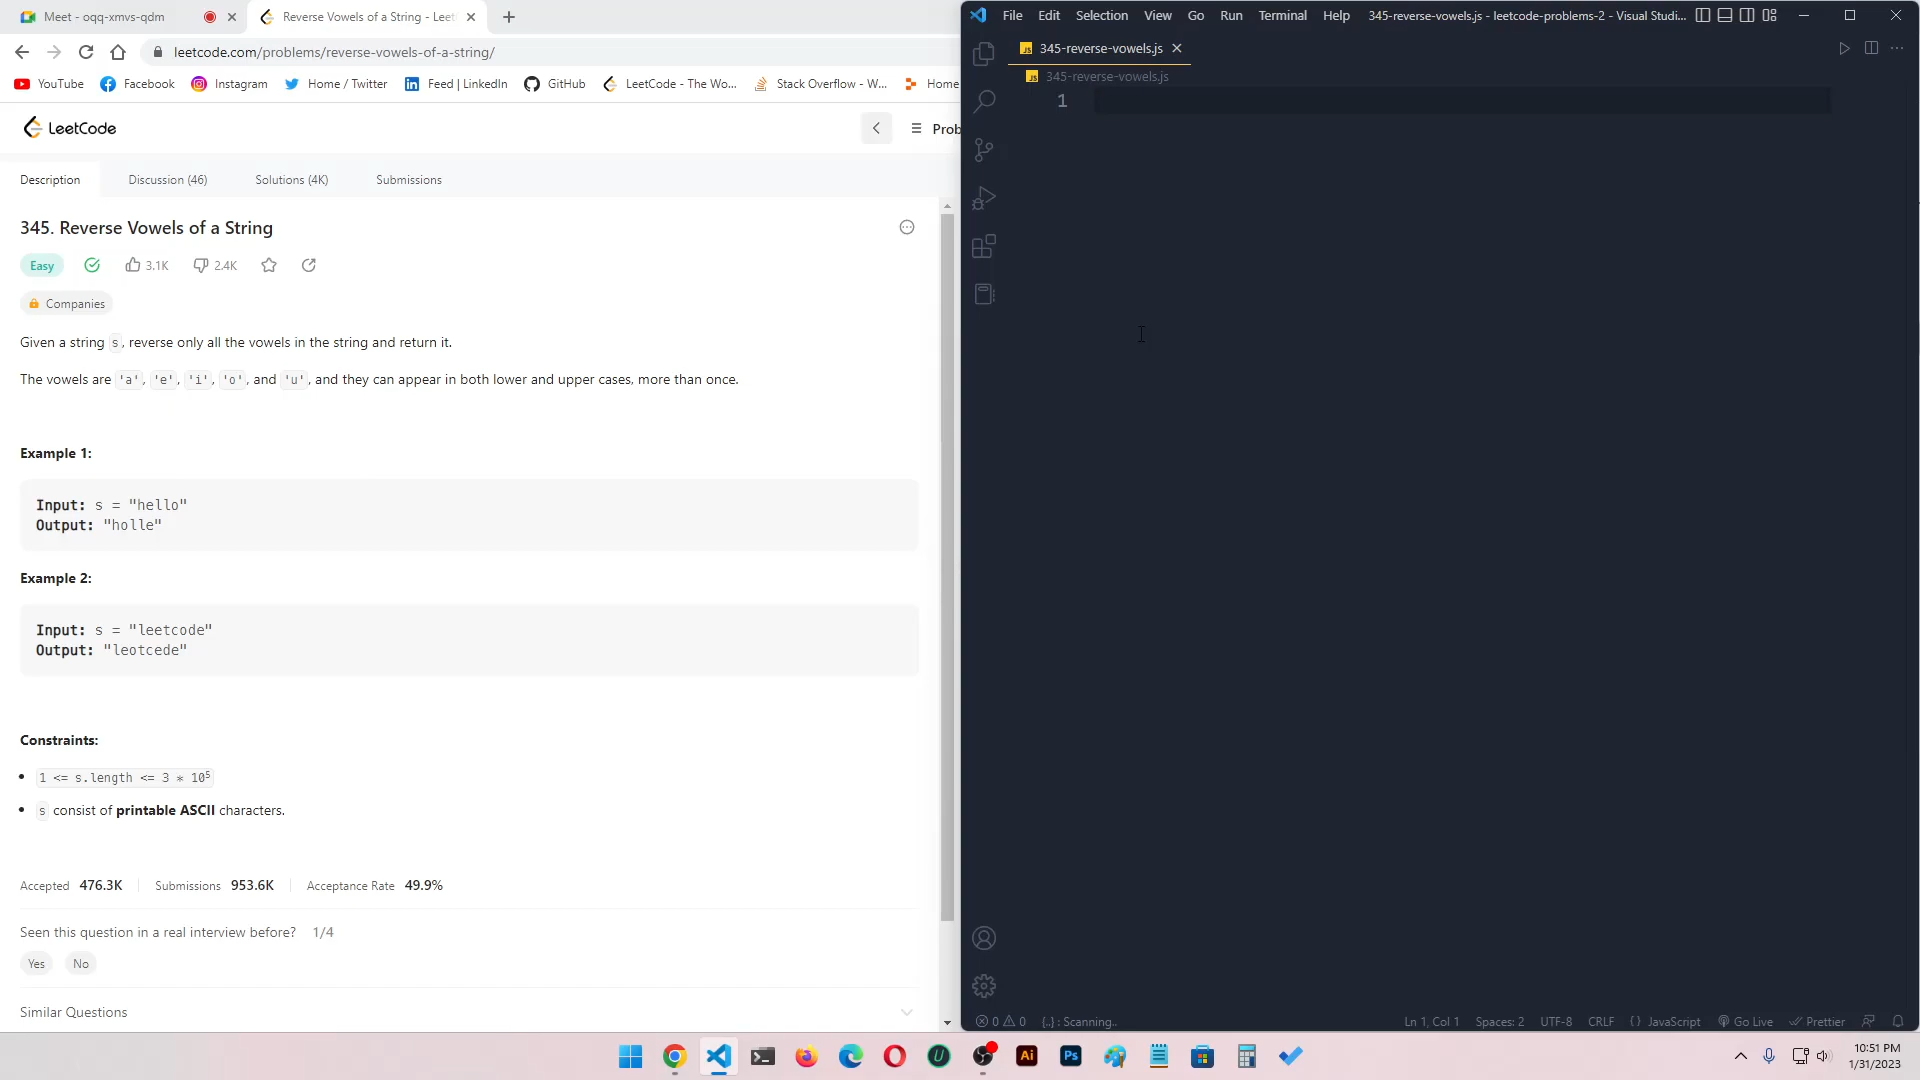 Meet - oqq-xmvs-qdm
Reverse Vowels of a String - Leet
leetcode.com/problems/reverse-vowels-of-a-string/
YouTube Facebook Instagram Home / Twitter Feed | LinkedIn GitHub LeetCode - The Wo... Stack Overflow - W... Home
LeetCode
Prob
Description Discussion (46) Solutions (4K) Submissions
345. Reverse Vowels of a String
Easy 3.1K 2.4K
Companies
Given a string s, reverse only all the vowels in the string and return it.
The vowels are 'a', 'e', 'i', 'o', and 'u', and they can appear in both lower and upper cases, more than once.
Example 1:
Input: s = "hello"
Output: "holle"
Example 2:
Input: s = "leetcode"
Output: "leotcede"
Constraints:
1 <= s.length <= 3 * 10⁵
s consist of printable ASCII characters.
Accepted 476.3K Submissions 953.6K Acceptance Rate 49.9%
Seen this question in a real interview before? 1/4
Yes No
Similar Questions
File Edit Selection View Go Run Terminal Help 345-reverse-vowels.js - leetcode-problems-2 - Visual Studi...
JS 345-reverse-vowels.js
JS 345-reverse-vowels.js
1
0 0 {..} : Scanning.. Ln 1, Col 1 Spaces: 2 UTF-8 CRLF {} JavaScript Go Live Prettier
U Ai Ps
10:51 PM
1/31/2023